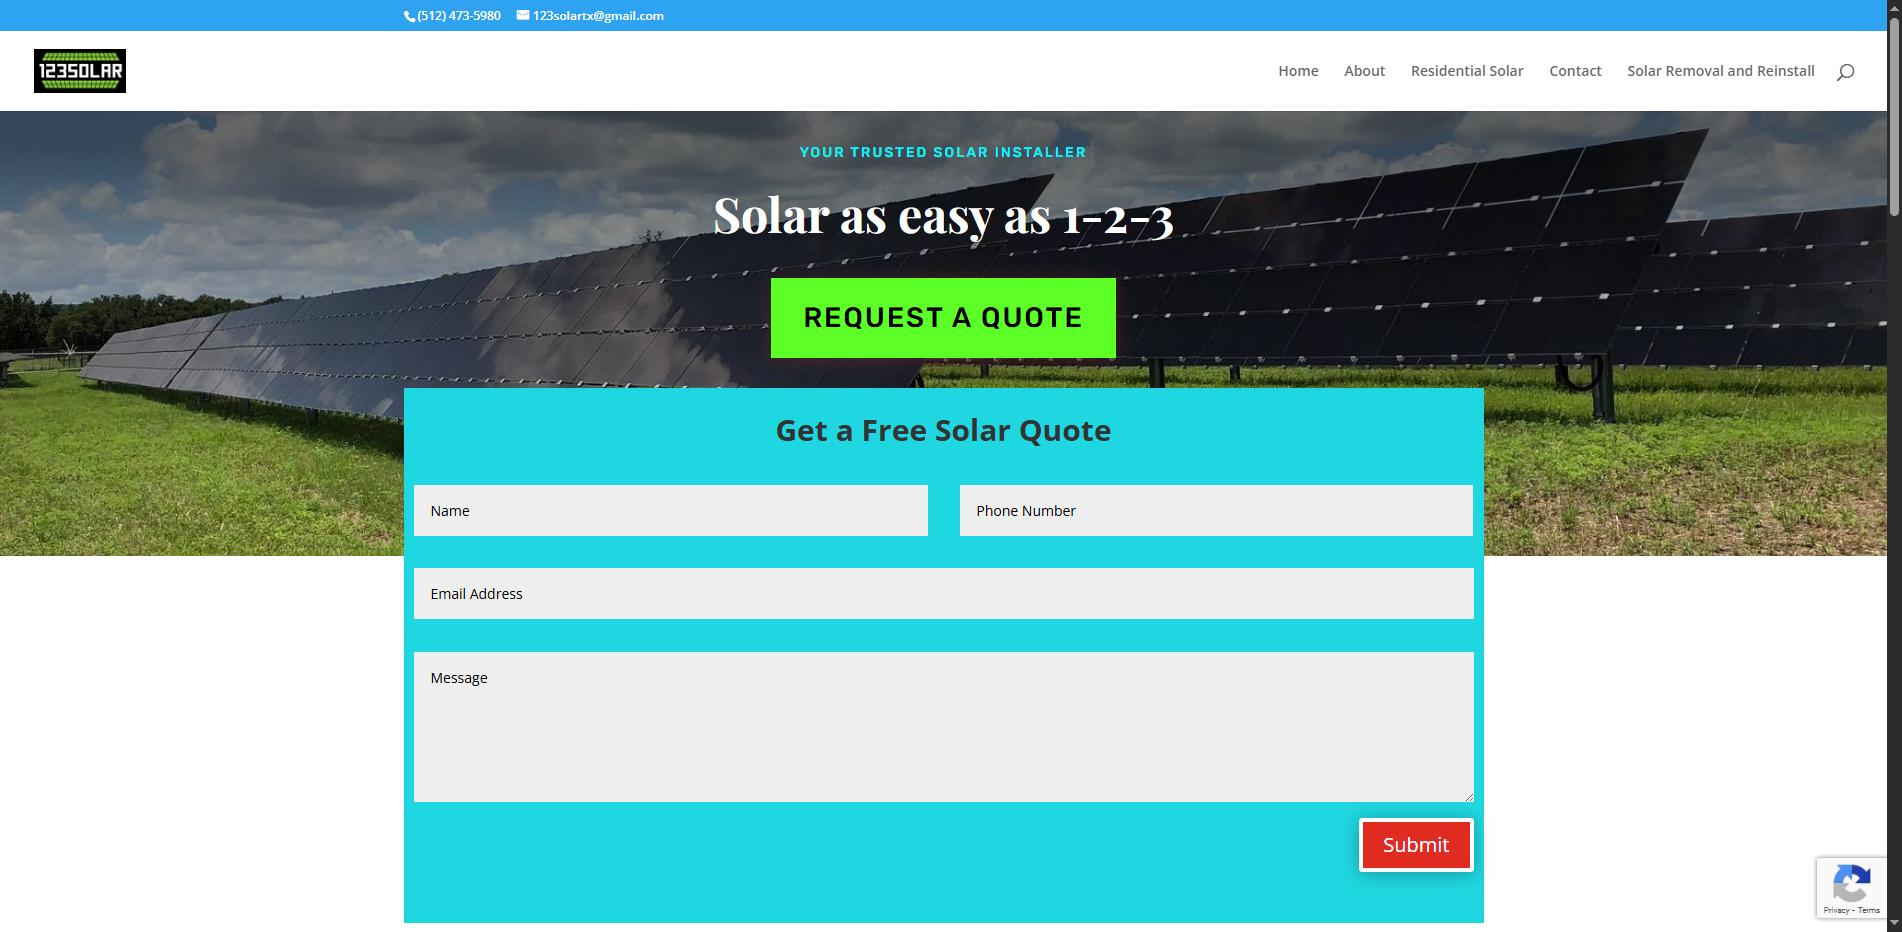 (512) 473-5980 123solartx@gmail.com
123SOLAR
Home About Residential Solar Contact Solar Removal and Reinstall
YOUR TRUSTED SOLAR INSTALLER
Solar as easy as 1-2-3
REQUEST A QUOTE
Get a Free Solar Quote
Name Phone Number
Email Address
Message
Submit
Privacy - Terms